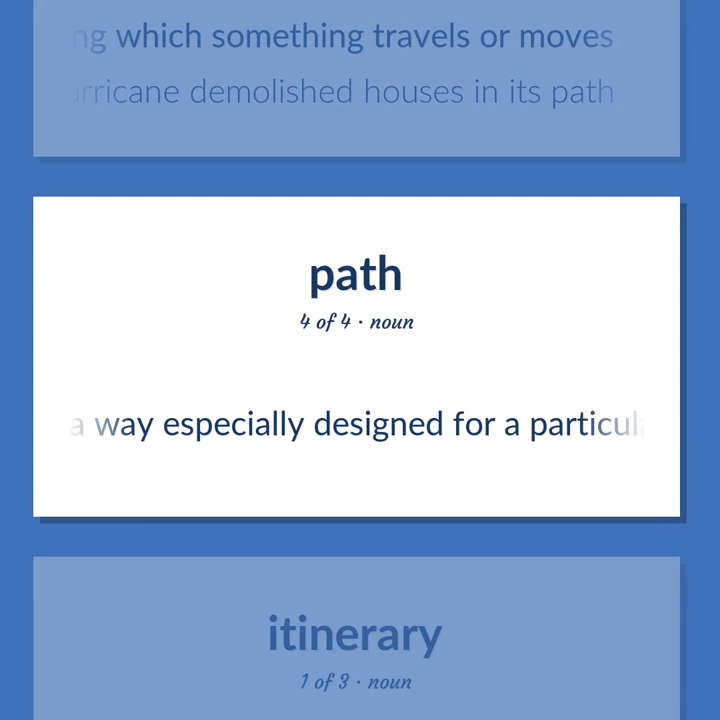 which something travels or moves
demolished houses in its path
path
4 of 4 · noun
a way especially designed for a
itinerary
1 of 3 · noun